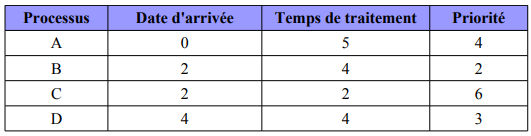 Processus Date d'arrivée Temps de traitement Priorité
A 0 5 4
B 2 4 2
C 2 2 6
D 4 4 3